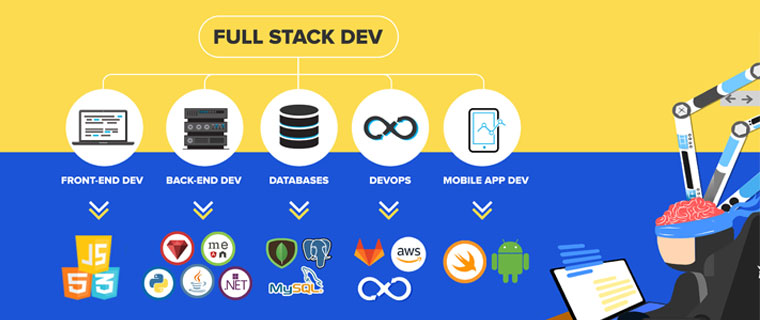 FULL STACK DEV
FRONT-END DEV
BACK-END DEV
DATABASES
DEVOPS
MOBILE APP DEV
JS
5 3
me n
.NET
MySQL
aws